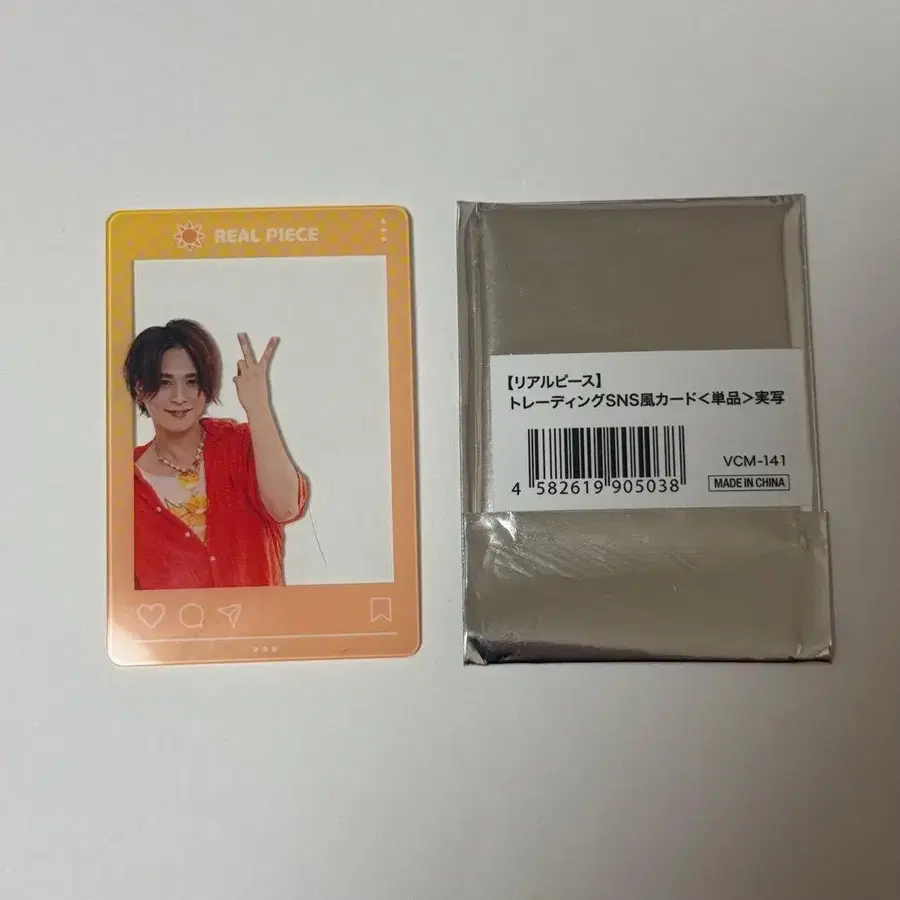 REAL PIECE
【リアルピース】
トレーディングSNS風カード＜単品＞実写
VCM-141
4 582619 905038
MADE IN CHINA